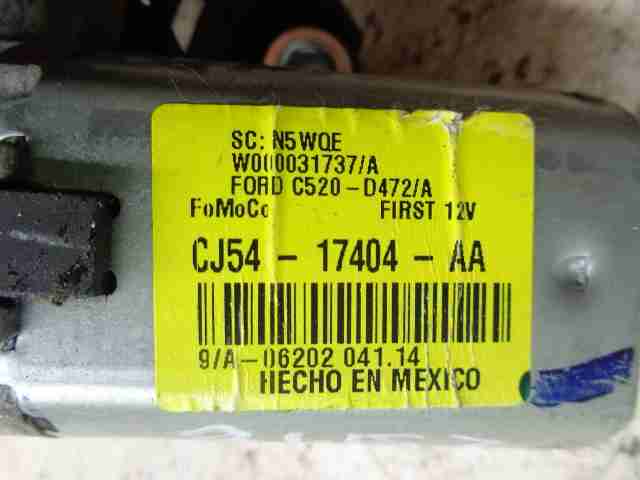 SC: N5WQE
W000031737/A
FORD C520-D472/A
FoMoCo FIRST 12V
CJ54 - 17404 - AA
9/A-06202 041.14
HECHO EN MEXICO